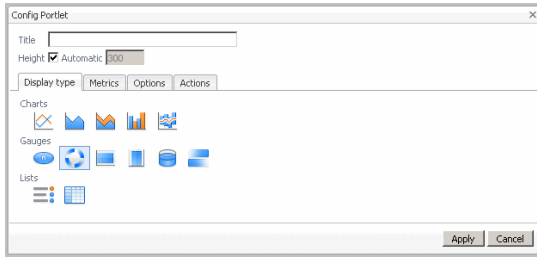 Config Portlet
Title
Height Automatic 300
Display type Metrics Options Actions
Charts
Gauges
Lists
Apply Cancel